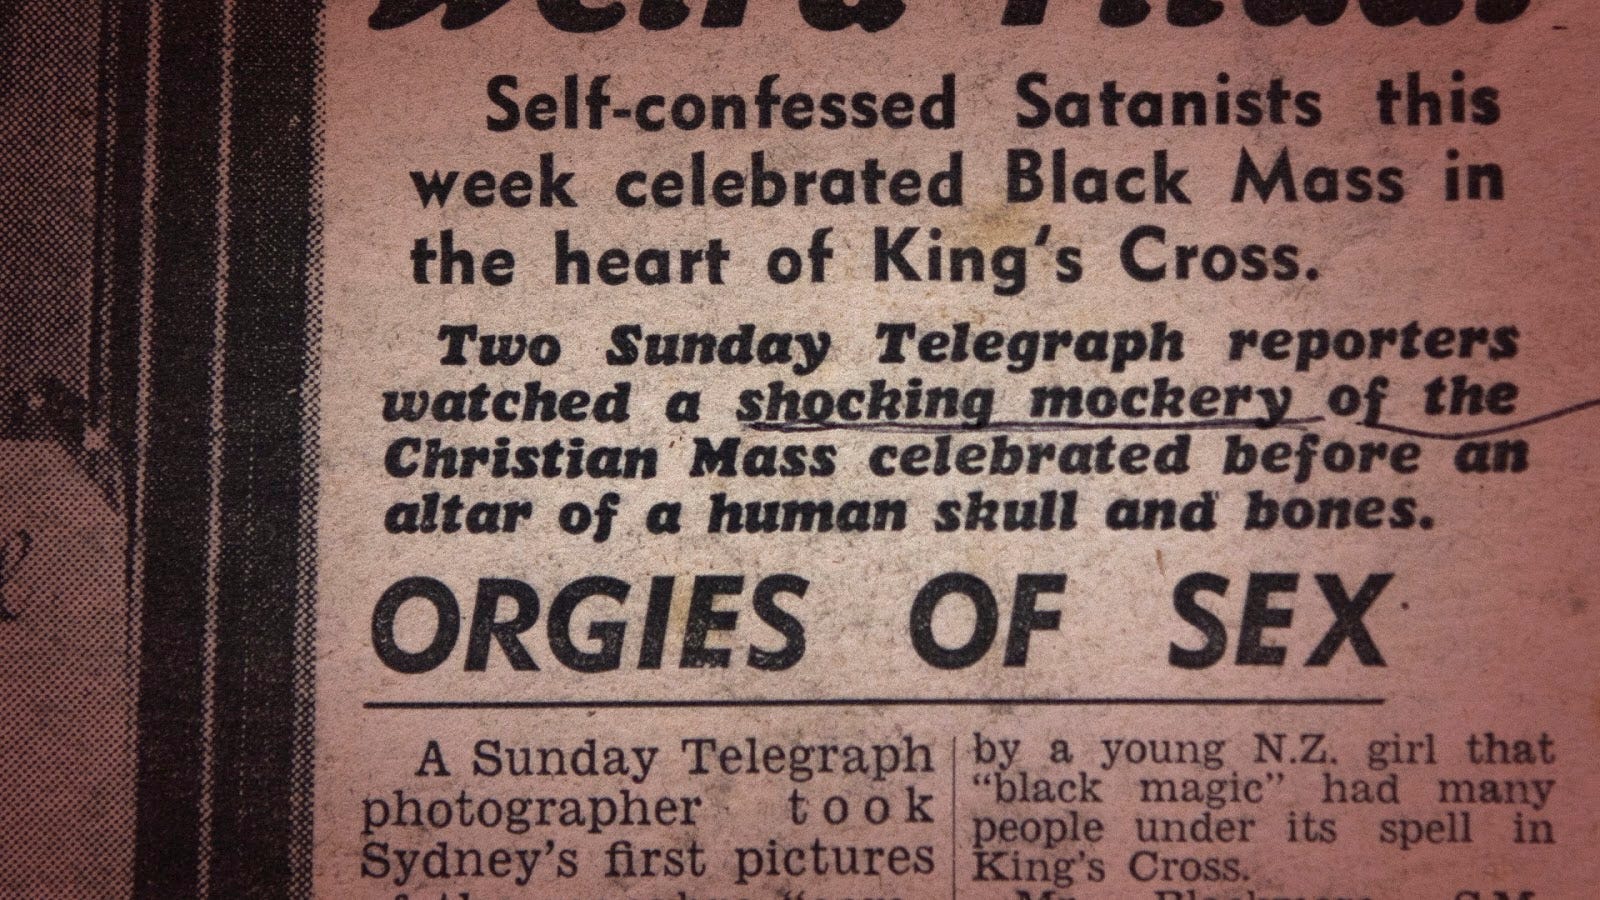 Weird Ritual
Self-confessed Satanists this
week celebrated Black Mass in
the heart of King's Cross.
Two Sunday Telegraph reporters
watched a shocking mockery of the
Christian Mass celebrated before an
altar of a human skull and bones.
ORGIES OF SEX
A Sunday Telegraph
photographer took
Sydney's first pictures
by a young N.Z. girl that
"black magic" had many
people under its spell in
King's Cross.